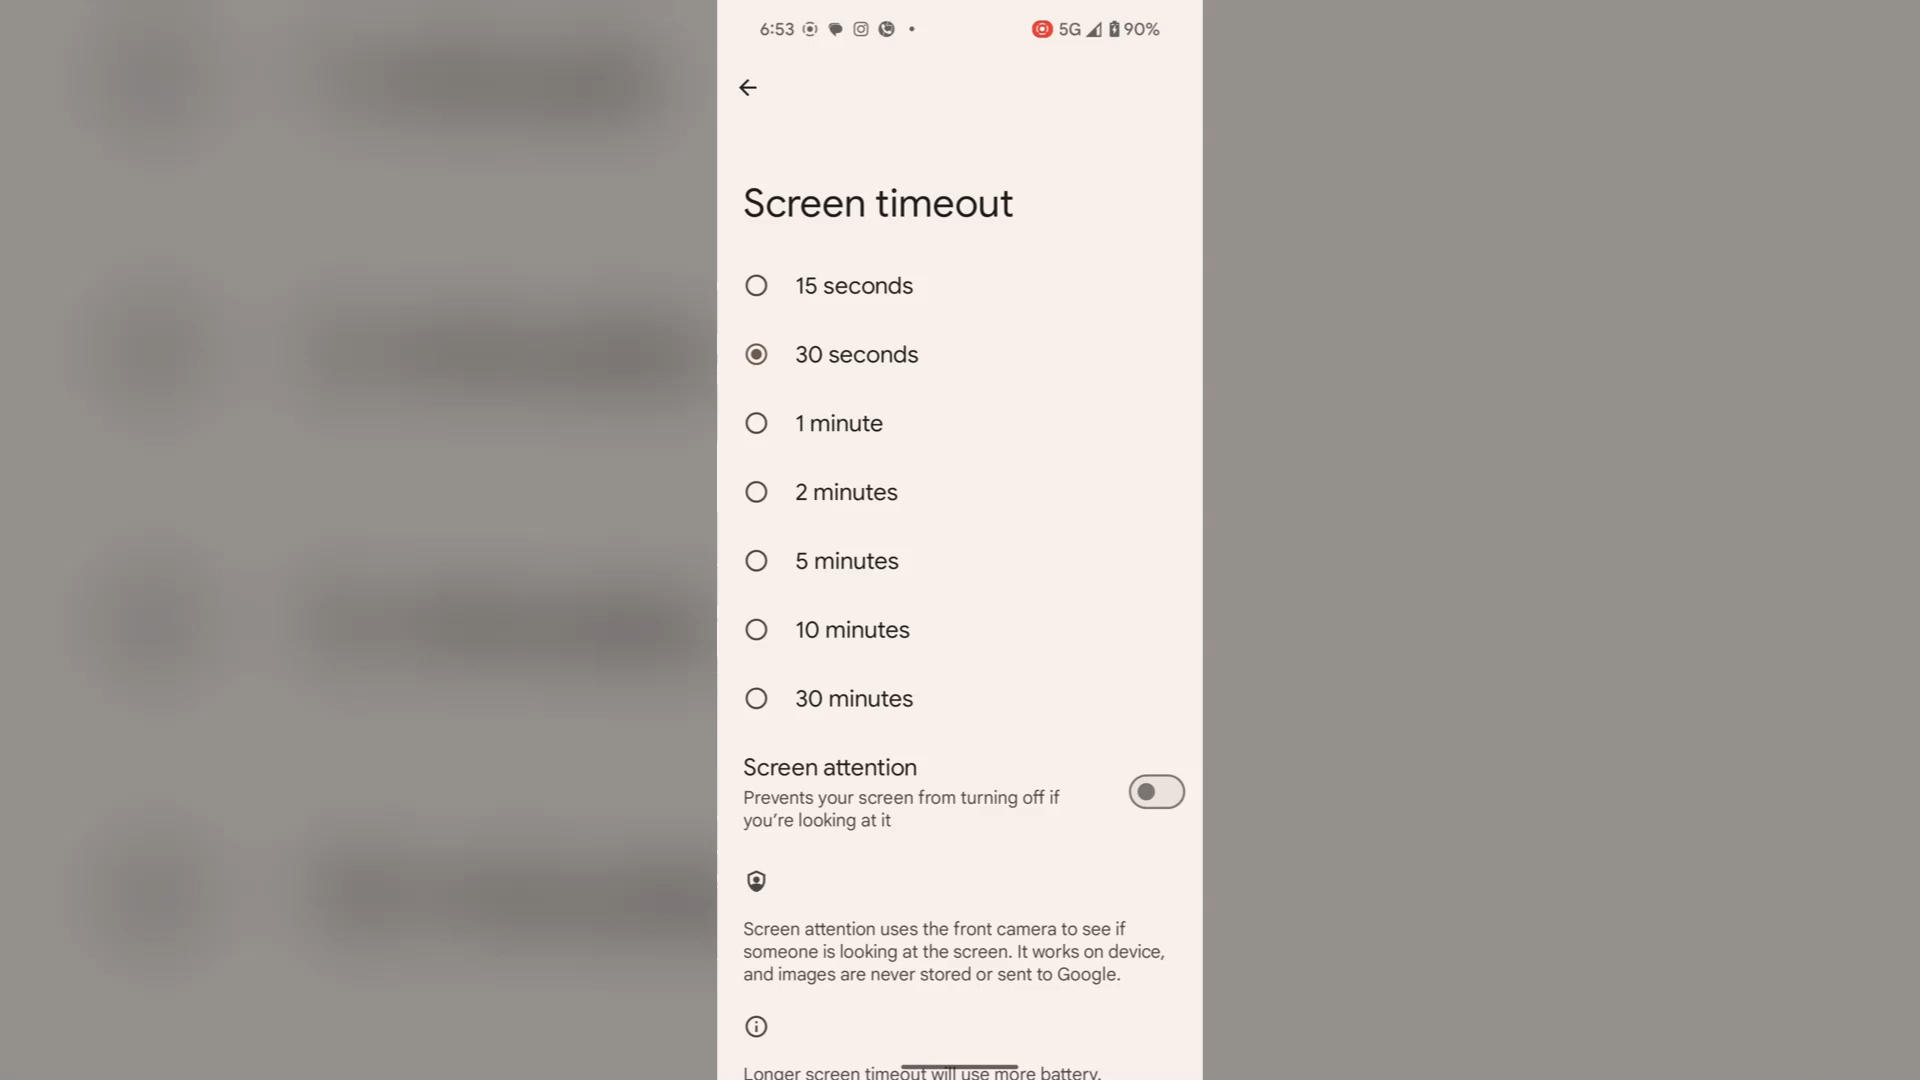 6:53 5G 90%
Screen timeout
15 seconds
30 seconds
1 minute
2 minutes
5 minutes
10 minutes
30 minutes
Screen attention
Prevents your screen from turning off if
you’re looking at it
Screen attention uses the front camera to see if
someone is looking at the screen. It works on device,
and images are never stored or sent to Google.
Longer screen timeout will use more battery.